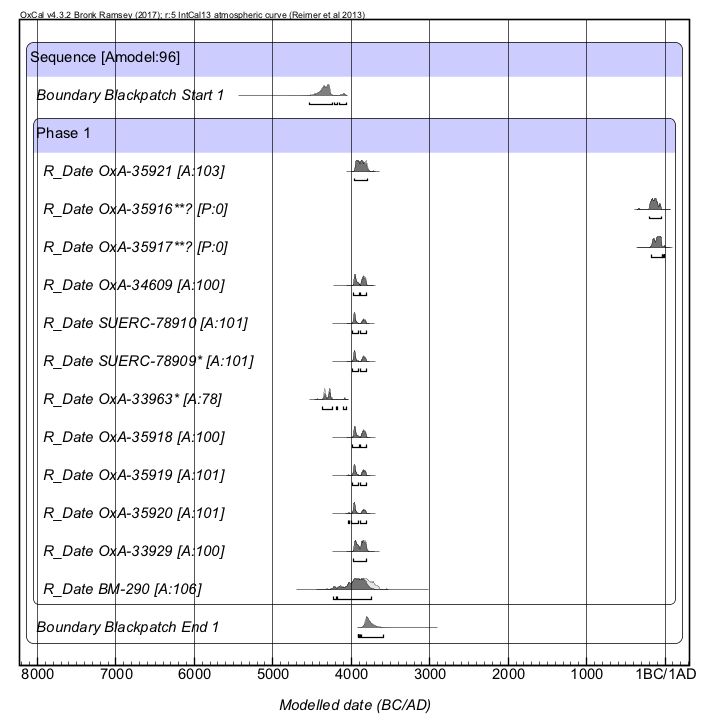 OxCal v4.3.2 Bronk Ramsey (2017); r:5 IntCal13 atmospheric curve (Reimer et al 2013)
Sequence [Amodel:96]
Boundary Blackpatch Start 1
Phase 1
R_Date OxA-35921 [A:103]
R_Date OxA-35916**? [P:0]
R_Date OxA-35917**? [P:0]
R_Date OxA-34609 [A:100]
R_Date SUERC-78910 [A:101]
R_Date SUERC-78909* [A:101]
R_Date OxA-33963* [A:78]
R_Date OxA-35918 [A:100]
R_Date OxA-35919 [A:101]
R_Date OxA-35920 [A:101]
R_Date OxA-33929 [A:100]
R_Date BM-290 [A:106]
Boundary Blackpatch End 1
8000 7000 6000 5000 4000 3000 2000 1000 1BC/1AD
Modelled date (BC/AD)